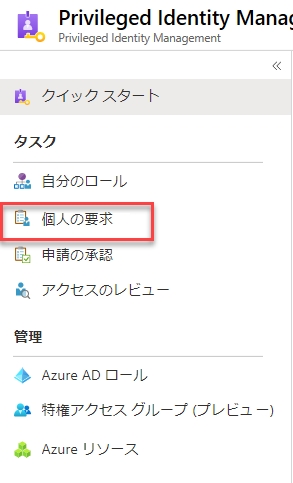 Privileged Identity Mana
Privileged Identity Management
«
クイック スタート
タスク
自分のロール
個人の要求
申請の承認
アクセスのレビュー
管理
Azure AD ロール
特権アクセス グループ (プレビュー)
Azure リソース